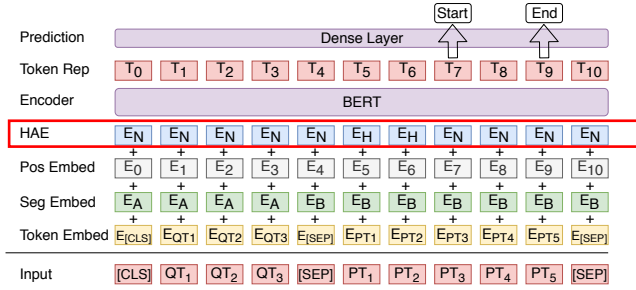 Start End
Prediction Dense Layer
Token Rep T0 T1 T2 T3 T4 T5 T6 T7 T8 T9 T10
Encoder BERT
HAE EN EN EN EN EN EH EH EN EN EN EN
+ + + + + + + + + + +
Pos Embed E0 E1 E2 E3 E4 E5 E6 E7 E8 E9 E10
+ + + + + + + + + + +
Seg Embed EA EA EA EA EB EB EB EB EB EB EB
+ + + + + + + + + + +
Token Embed E[CLS] EQT1 EQT2 EQT3 E[SEP] EPT1 EPT2 EPT3 EPT4 EPT5 E[SEP]
Input [CLS] QT1 QT2 QT3 [SEP] PT1 PT2 PT3 PT4 PT5 [SEP]